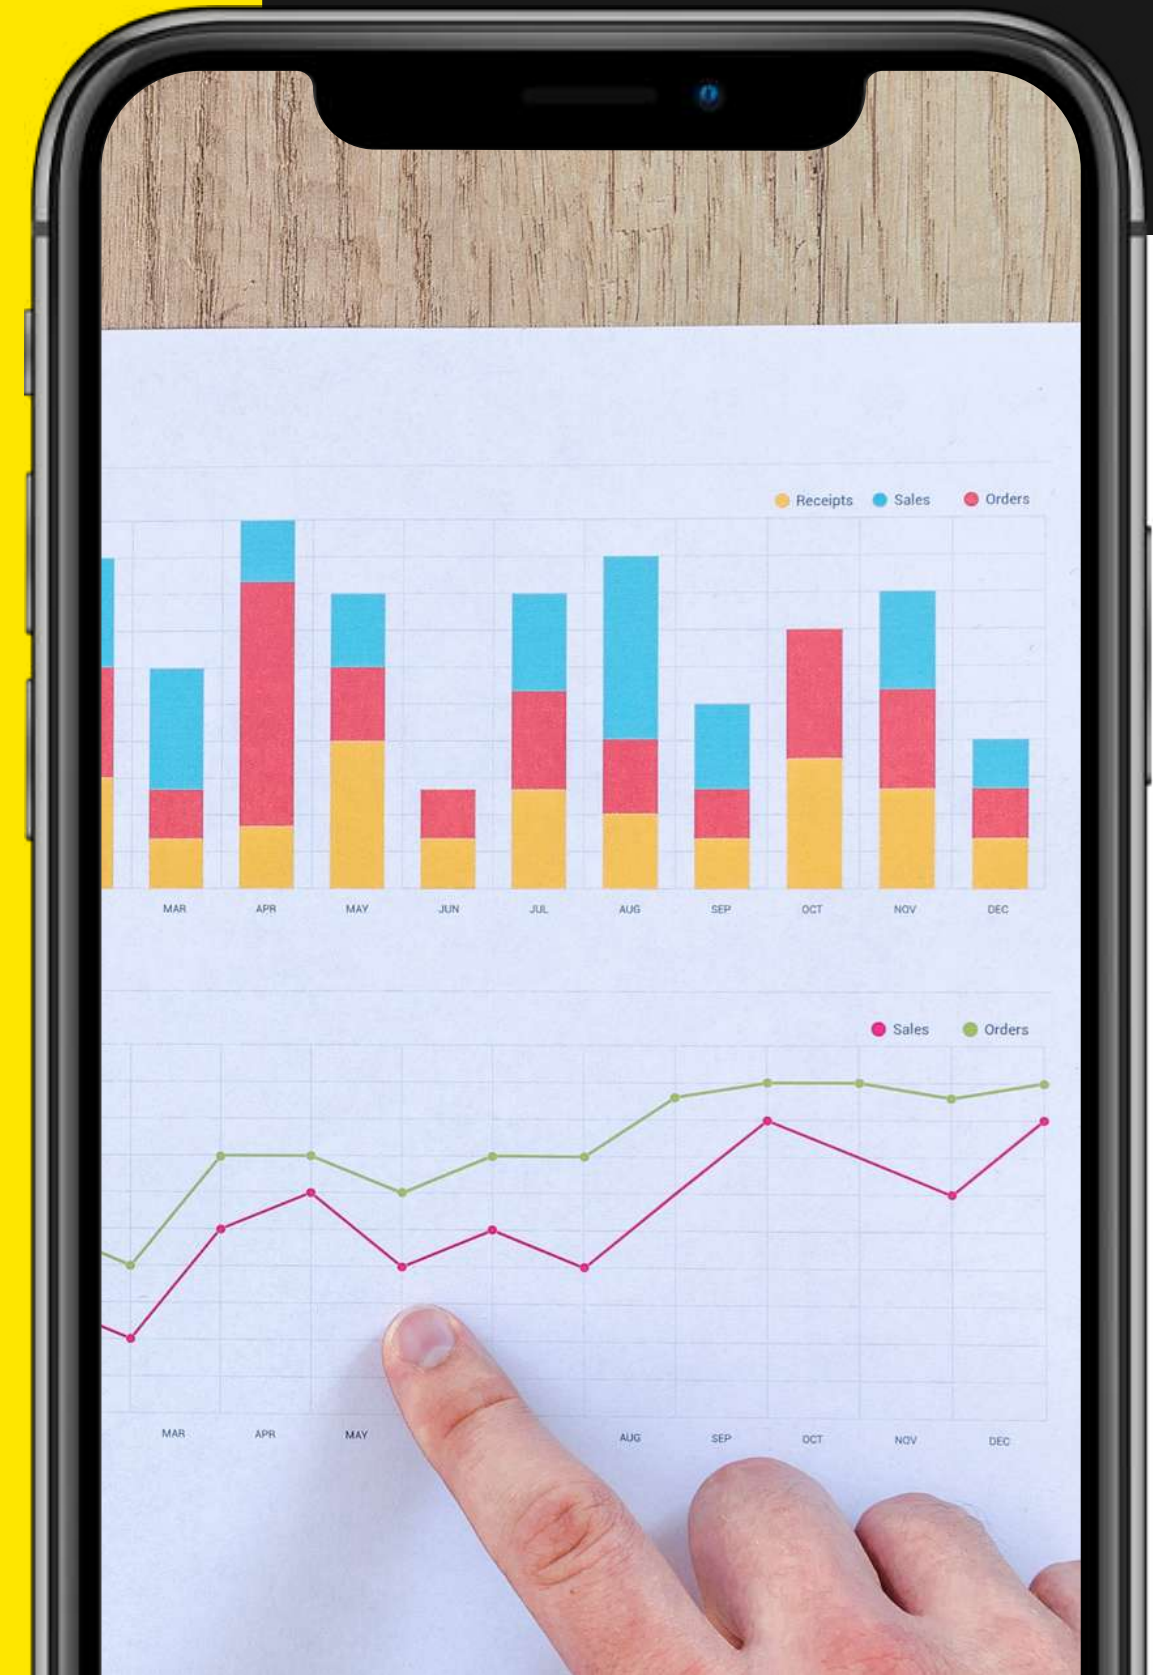 Receipts Sales Orders
MAR APR MAY JUN JUL AUG SEP OCT NOV DEC
Sales Orders
MAR APR MAY AUG SEP OCT NOV DEC